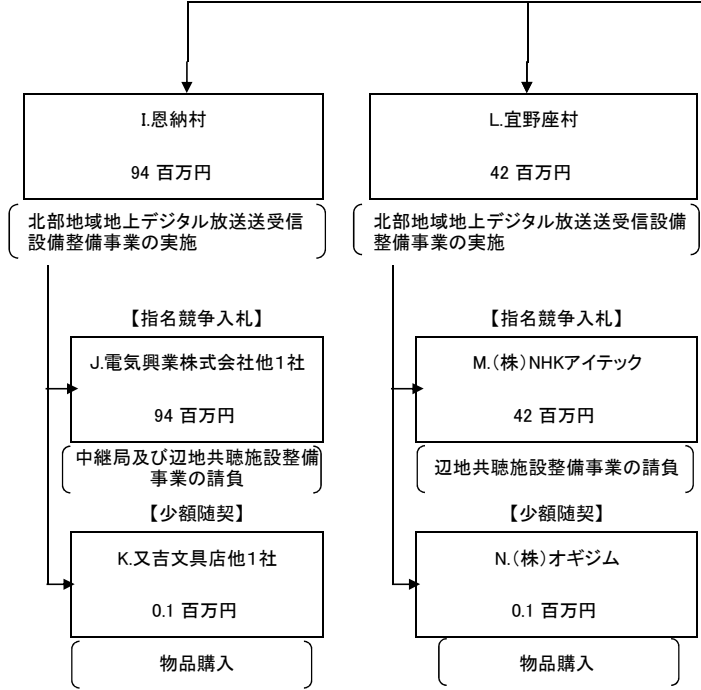 I.恩納村
94 百万円
北部地域地上デジタル放送送受信
設備整備事業の実施
【指名競争入札】
J.電気興業株式会社他1社
94 百万円
中継局及び辺地共聴施設整備
事業の請負
【少額随契】
K.又吉文具店他1社
0.1 百万円
物品購入
L.宜野座村
42 百万円
北部地域地上デジタル放送送受信設備
整備事業の実施
【指名競争入札】
M.(株)NHKアイテック
42 百万円
辺地共聴施設整備事業の請負
【少額随契】
N.(株)オギジム
0.1 百万円
物品購入